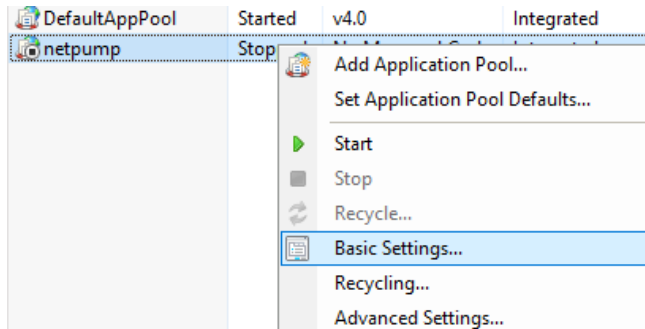 DefaultAppPool Started v4.0 Integrated
netpump
Add Application Pool...
Set Application Pool Defaults...
Start
Stop
Recycle...
Basic Settings...
Recycling...
Advanced Settings...